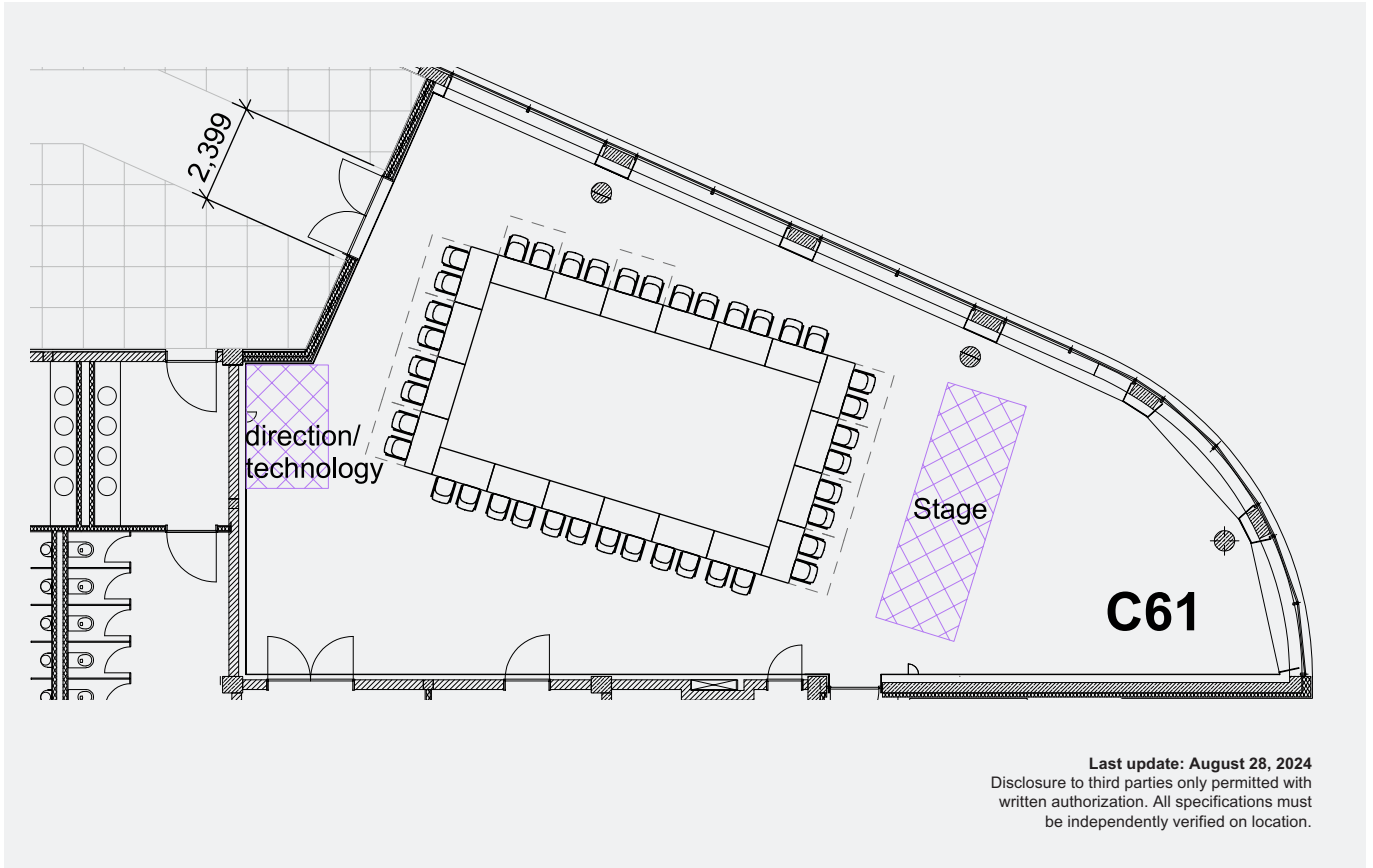 2,399
direction/
technology
Stage
C61
Last update: August 28, 2024
Disclosure to third parties only permitted with
written authorization. All specifications must
be independently verified on location.